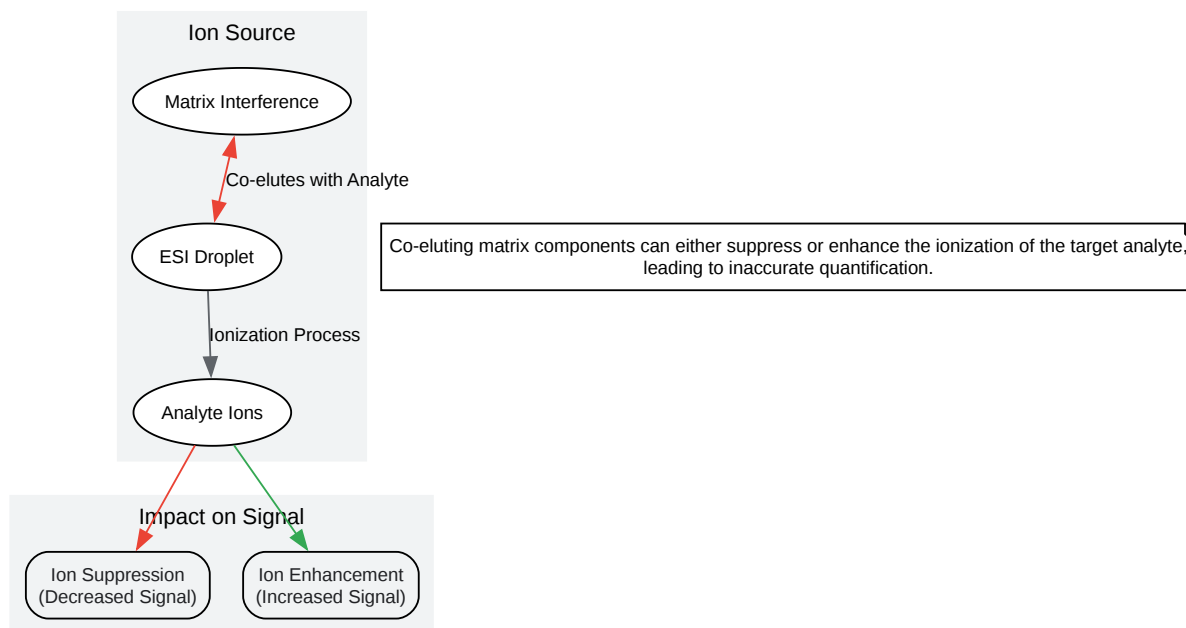 Ion Source
Matrix Interference
Co-elutes with Analyte
ESI Droplet
Co-eluting matrix components can either suppress or enhance the ionization of the target analyte,
leading to inaccurate quantification.
Ionization Process
Analyte Ions
Impact on Signal
Ion Suppression
(Decreased Signal)
Ion Enhancement
(Increased Signal)